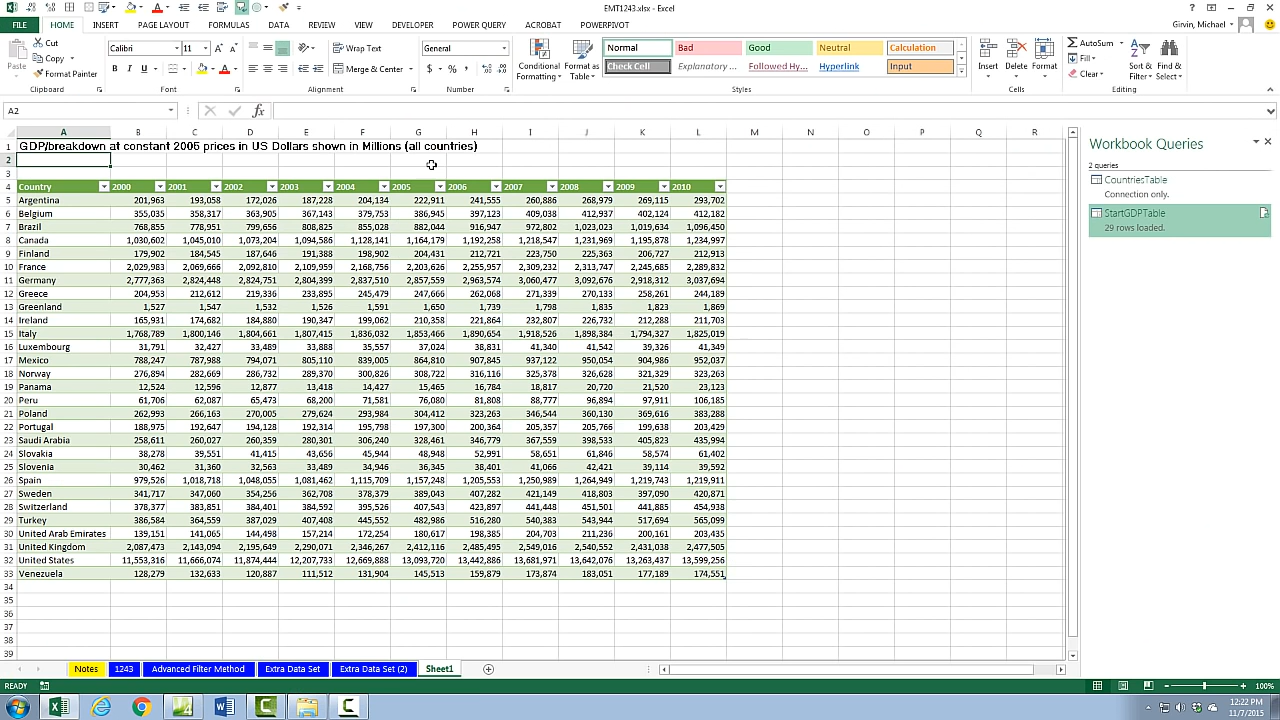 EMT1243.xlsx - Excel
FILE HOME INSERT PAGE LAYOUT FORMULAS DATA REVIEW VIEW DEVELOPER POWER QUERY ACROBAT POWERPIVOT Girvin, Michael
Cut
Copy
Format Painter
Paste
Clipboard
Calibri 11
Font
Wrap Text
Merge & Center
Alignment
General
Number
Conditional Formatting
Format as Table
Normal Bad Good Neutral Calculation
Check Cell Explanatory ... Followed Hy... Hyperlink Input
Styles
Insert Delete Format
Cells
AutoSum
Fill
Clear
Sort & Filter
Find & Select
Editing
A2
A B C D E F G H I J K L M N O P Q R
1 GDP/breakdown at constant 2005 prices in US Dollars shown in Millions (all countries)
2
3
4 Country 2000 2001 2002 2003 2004 2005 2006 2007 2008 2009 2010
5 Argentina 201,963 193,058 172,026 187,228 204,134 911 241,555 260,886 268,979 269,115 293,702
6 Belgium 355,035 358,317 363,905 367,143 379,753 386,945 397,123 409,038 412,937 402,124 412,182
7 Brazil 768,855 778,951 799,656 808,825 855,028 882,044 916,947 972,802 1,023,023 1,019,634 1,096,450
8 Canada 1,030,602 1,045,010 1,073,204 1,094,586 1,128,141 1,164,179 1,192,258 1,218,547 1,231,969 1,195,878 1,234,997
9 Finland 179,902 184,545 187,646 191,388 198,902 204,431 212,721 223,750 225,363 206,727 212,913
10 France 2,029,983 2,069,666 2,092,810 2,109,959 2,168,756 2,203,626 2,255,957 2,309,232 2,313,747 2,245,685 2,289,832
11 Germany 2,777,363 2,824,448 2,824,751 2,804,399 2,837,510 2,857,559 2,963,574 3,060,477 3,092,676 2,918,312 3,037,694
12 Greece 204,953 212,612 219,336 233,895 245,479 247,666 262,068 271,339 270,133 258,261 244,189
13 Greenland 1,527 1,547 1,532 1,526 1,591 1,650 1,739 1,798 1,835 1,823 1,869
14 Ireland 165,931 174,682 184,880 190,347 199,062 210,258 221,864 232,807 226,732 212,288 211,703
15 Italy 1,768,789 1,800,146 1,804,661 1,807,415 1,836,032 1,853,466 1,890,654 1,918,526 1,898,384 1,794,327 1,825,019
16 Luxembourg 31,791 32,427 33,489 33,888 35,557 37,024 38,831 41,340 41,542 39,326 41,349
17 Mexico 788,247 787,988 794,071 805,110 839,005 864,810 907,845 937,122 950,054 904,986 952,037
18 Norway 276,894 282,669 286,732 289,370 300,826 308,722 316,116 325,378 326,628 321,329 323,263
19 Panama 12,524 12,596 12,877 13,418 14,427 15,465 16,784 18,817 20,720 21,520 23,123
20 Peru 61,706 62,087 65,200 68,200 71,581 76,080 81,808 88,777 96,894 97,911 106,185
21 Poland 262,993 266,163 270,005 279,624 293,984 304,412 323,263 346,544 360,130 369,616 383,288
22 Portugal 188,975 192,647 194,128 192,314 195,798 197,300 200,364 205,357 205,766 199,638 203,429
23 Saudi Arabia 258,611 260,027 260,359 280,301 306,240 328,461 346,779 367,559 398,533 405,823 435,994
24 Slovakia 38,278 39,551 41,415 43,656 45,944 48,948 52,991 58,651 61,846 58,574 61,402
25 Slovenia 30,462 31,360 32,563 33,489 34,946 36,345 38,401 41,066 42,421 39,114 39,592
26 Spain 979,526 1,018,718 1,048,055 1,081,462 1,115,709 1,157,248 1,205,553 1,250,989 1,264,949 1,219,743 1,219,911
27 Sweden 341,717 347,060 354,256 362,708 378,379 389,043 407,282 421,149 418,803 397,090 420,871
28 Switzerland 378,377 383,851 384,401 384,592 395,526 407,543 423,897 441,448 451,501 441,885 454,938
29 Turkey 386,584 364,559 387,029 407,408 445,552 482,986 516,280 540,383 543,944 517,694 565,099
30 United Arab Emirates 139,151 141,065 144,498 157,214 172,254 180,617 198,385 204,703 211,236 200,161 203,435
31 United Kingdom 2,087,473 2,143,094 2,195,649 2,290,071 2,346,267 2,412,116 2,485,495 2,549,016 2,540,552 2,431,038 2,477,505
32 United States 11,553,316 11,666,074 11,874,444 12,207,733 12,669,888 13,093,720 13,442,886 13,681,971 13,642,076 13,263,437 13,599,256
33 Venezuela 128,279 132,633 120,887 111,512 131,904 145,513 159,879 173,874 183,051 177,189 174,551
34
35
36
37
38
39
Workbook Queries
2 queries
CountriesTable
Connection only.
StartGDPTable
29 rows loaded.
Notes 1243 Advanced Filter Method Extra Data Set Extra Data Set (2) Sheet1
READY
100%
12:22 PM
11/7/2015